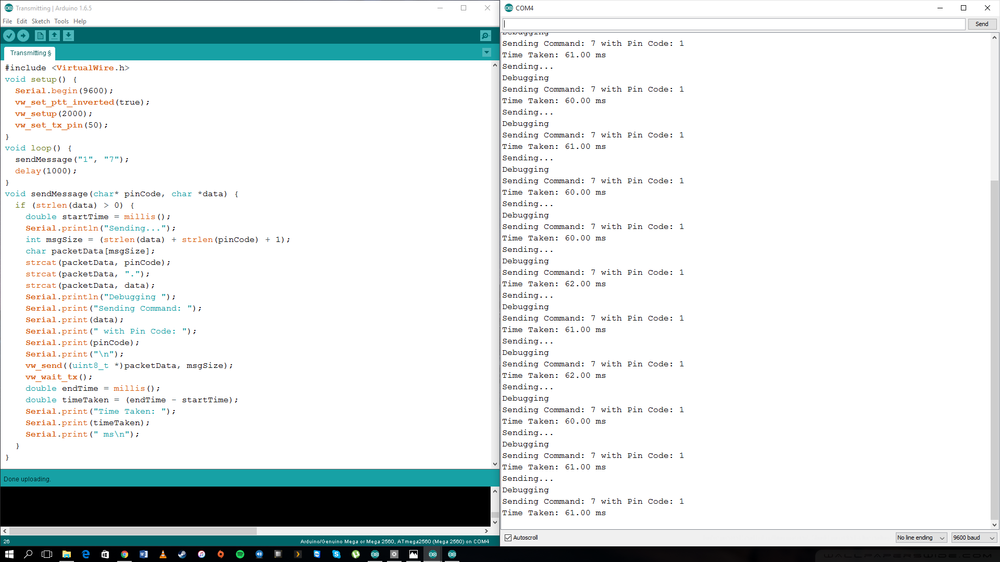 Transmitting | Arduino 1.6.5
File Edit Sketch Tools Help
Transmitting §
#include <VirtualWire.h>
void setup() {
  Serial.begin(9600);
  vw_set_ptt_inverted(true);
  vw_setup(2000);
  vw_set_tx_pin(50);
}
void loop() {
  sendMessage("1", "7");
  delay(1000);
}
void sendMessage(char* pinCode, char *data) {
  if (strlen(data) > 0) {
    double startTime = millis();
    Serial.println("Sending...");
    int msgSize = (strlen(data) + strlen(pinCode) + 1);
    char packetData[msgSize];
    strcat(packetData, pinCode);
    strcat(packetData, ".");
    strcat(packetData, data);
    Serial.println("Debugging ");
    Serial.print("Sending Command: ");
    Serial.print(data);
    Serial.print(" with Pin Code: ");
    Serial.print(pinCode);
    Serial.print("\n");
    vw_send((uint8_t *)packetData, msgSize);
    vw_wait_tx();
    double endTime = millis();
    double timeTaken = (endTime - startTime);
    Serial.print("Time Taken: ");
    Serial.print(timeTaken);
    Serial.print(" ms\n");
  }
}
Done uploading.
26
Arduino/Genuino Mega or Mega 2560, ATmega2560 (Mega 2560) on COM4
COM4
Send
Debugging
Sending Command: 7 with Pin Code: 1
Time Taken: 61.00 ms
Sending...
Debugging
Sending Command: 7 with Pin Code: 1
Time Taken: 60.00 ms
Sending...
Debugging
Sending Command: 7 with Pin Code: 1
Time Taken: 61.00 ms
Sending...
Debugging
Sending Command: 7 with Pin Code: 1
Time Taken: 60.00 ms
Sending...
Debugging
Sending Command: 7 with Pin Code: 1
Time Taken: 60.00 ms
Sending...
Debugging
Sending Command: 7 with Pin Code: 1
Time Taken: 62.00 ms
Sending...
Debugging
Sending Command: 7 with Pin Code: 1
Time Taken: 61.00 ms
Sending...
Debugging
Sending Command: 7 with Pin Code: 1
Time Taken: 62.00 ms
Sending...
Debugging
Sending Command: 7 with Pin Code: 1
Time Taken: 60.00 ms
Sending...
Debugging
Sending Command: 7 with Pin Code: 1
Time Taken: 61.00 ms
Sending...
Debugging
Sending Command: 7 with Pin Code: 1
Time Taken: 61.00 ms
Autoscroll
No line ending
9600 baud
WALLPAPERSWIDE.COM